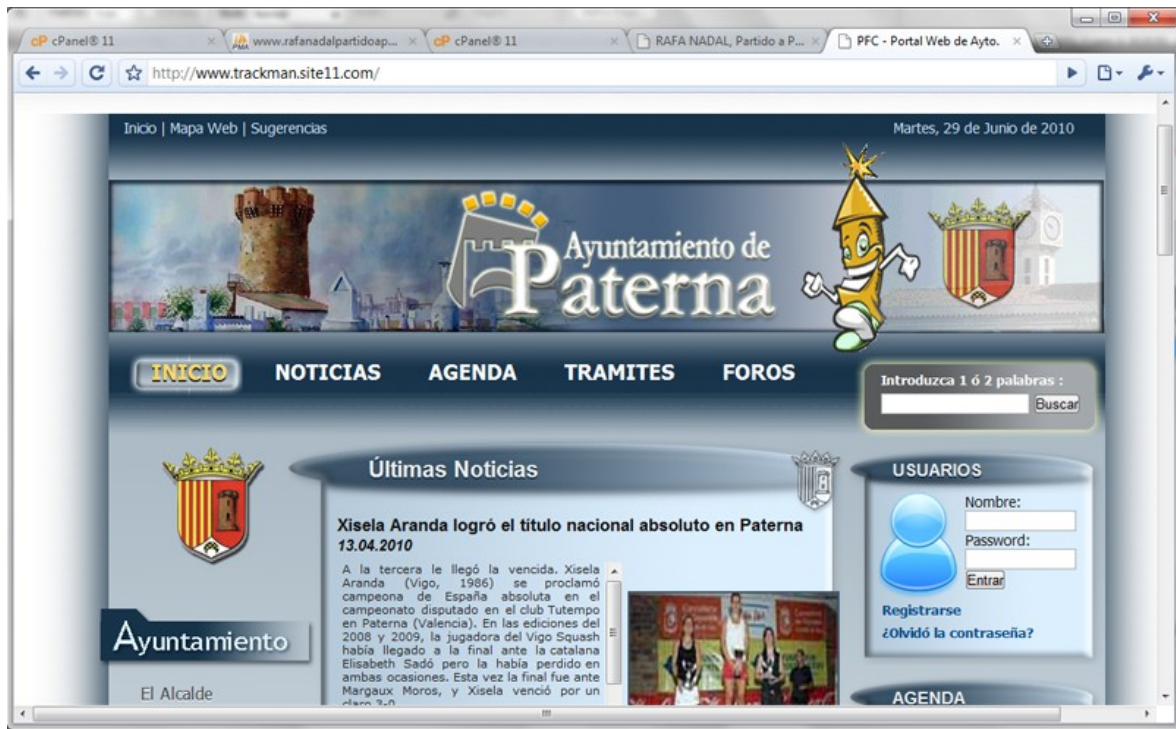 cPanel® 11
www.rafanadalpartidoap...
cPanel® 11
RAFA NADAL, Partido a P...
PFC - Portal Web de Ayto.
http://www.trackman.site11.com/
Inicio | Mapa Web | Sugerencias
Martes, 29 de Junio de 2010
Ayuntamiento de
Paterna
INICIO
NOTICIAS
AGENDA
TRAMITES
FOROS
Introduzca 1 ó 2 palabras :
Buscar
Últimas Noticias
Xisela Aranda logró el título nacional absoluto en Paterna
13.04.2010
A la tercera le llegó la vencida. Xisela
Aranda (Vigo, 1986) se proclamó
campeona de España absoluta en el
campeonato disputado en el club Tutempo
en Paterna (Valencia). En las ediciones del
2008 y 2009, la jugadora del Vigo Squash
había llegado a la final ante la catalana
Elisabeth Sadó pero la había perdido en
ambas ocasiones. Esta vez la final fue ante
Margaux Moros, y Xisela venció por un
claro 3-0
USUARIOS
Nombre:
Password:
Entrar
Registrarse
¿Olvidó la contraseña?
Ayuntamiento
El Alcalde
AGENDA